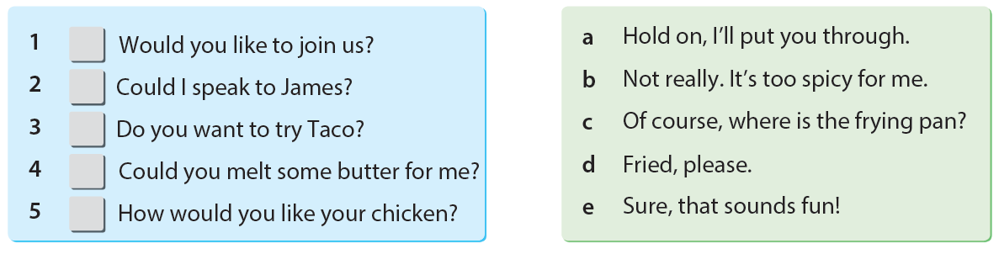 1 Would you like to join us?
2 Could I speak to James?
3 Do you want to try Taco?
4 Could you melt some butter for me?
5 How would you like your chicken?
a Hold on, I’ll put you through.
b Not really. It’s too spicy for me.
c Of course, where is the frying pan?
d Fried, please.
e Sure, that sounds fun!